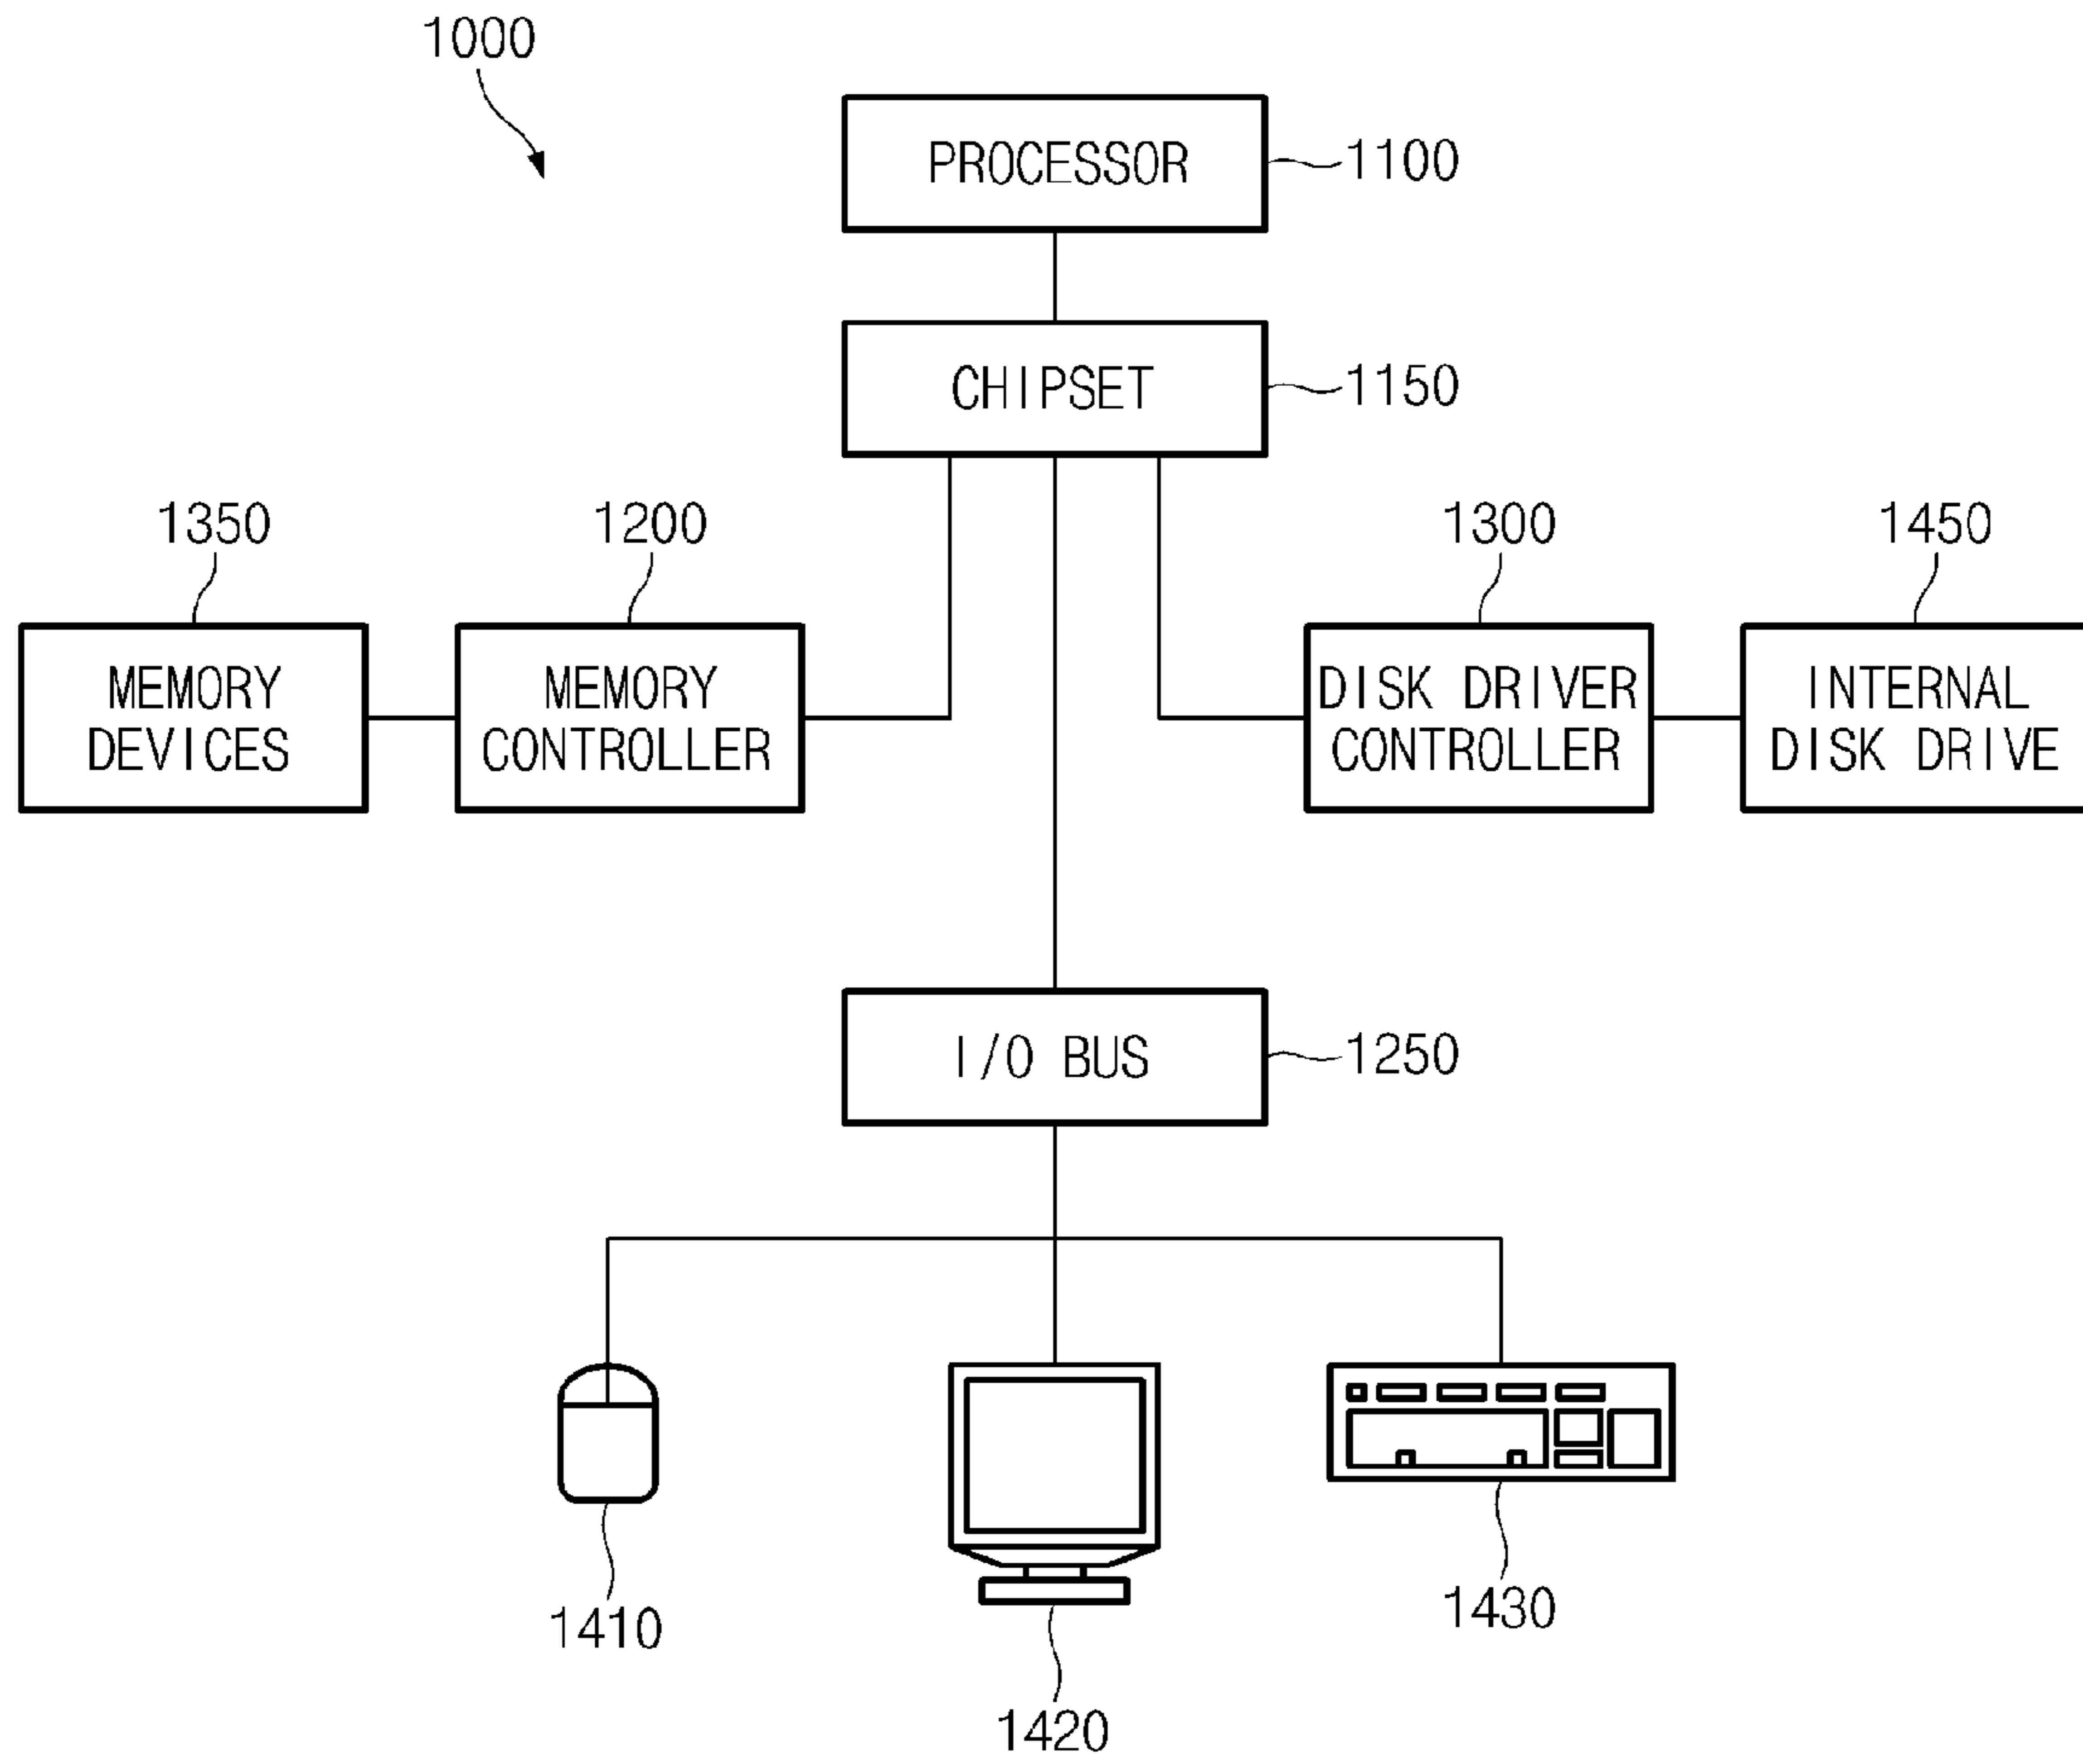 1000
PROCESSOR
1100
CHIPSET
1150
1350
1200
1300
1450
MEMORY
DEVICES
MEMORY
CONTROLLER
DISK DRIVER
CONTROLLER
INTERNAL
DISK DRIVE
I/O BUS
1250
1410
1420
1430